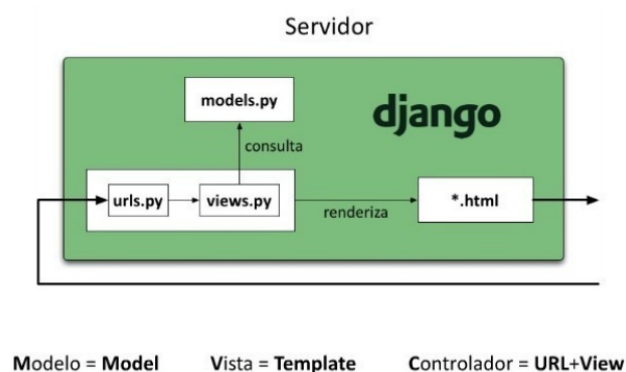 Servidor
models.py
django
consulta
urls.py
views.py
renderiza
*.html
Modelo = Model Vista = Template Controlador = URL+View